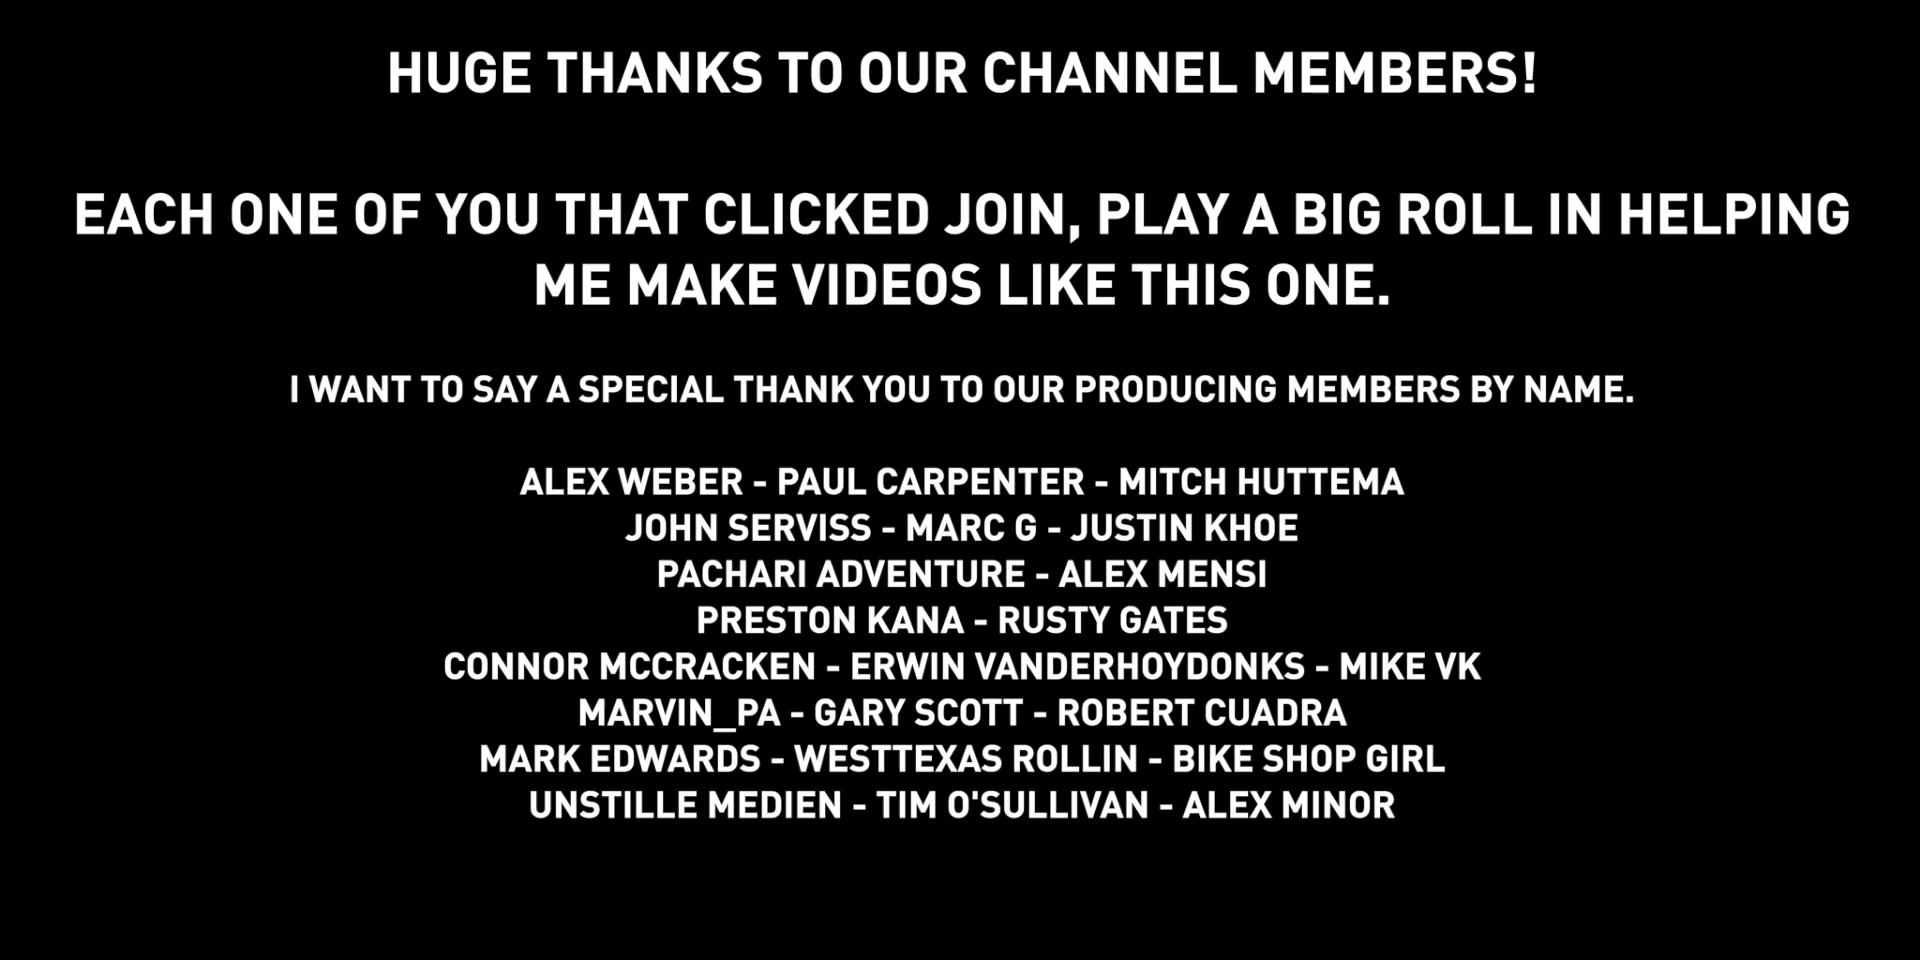 HUGE THANKS TO OUR CHANNEL MEMBERS!
EACH ONE OF YOU THAT CLICKED JOIN, PLAY A BIG ROLL IN HELPING
ME MAKE VIDEOS LIKE THIS ONE.
I WANT TO SAY A SPECIAL THANK YOU TO OUR PRODUCING MEMBERS BY NAME.
ALEX WEBER - PAUL CARPENTER - MITCH HUTTEMA
JOHN SERVISS - MARC G - JUSTIN KHOE
PACHARI ADVENTURE - ALEX MENSI
PRESTON KANA - RUSTY GATES
CONNOR MCCRACKEN - ERWIN VANDERHOYDONKS - MIKE VK
MARVIN_PA - GARY SCOTT - ROBERT CUADRA
MARK EDWARDS - WESTTEXAS ROLLIN - BIKE SHOP GIRL
UNSTILLE MEDIEN - TIM O'SULLIVAN - ALEX MINOR